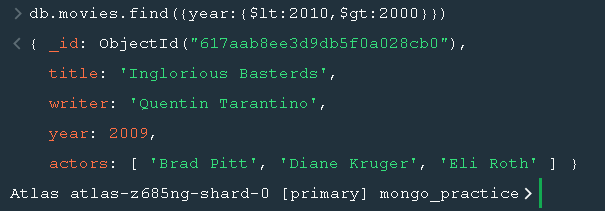 > db.movies.find({year:{$lt:2010,$gt:2000}})
< { _id: ObjectId("617aab8ee3d9db5f0a028cb0"),
title: 'Inglorious Basterds',
writer: 'Quentin Tarantino',
year: 2009,
actors: [ 'Brad Pitt', 'Diane Kruger', 'Eli Roth' ] }
Atlas atlas-z685ng-shard-0 [primary] mongo_practice>